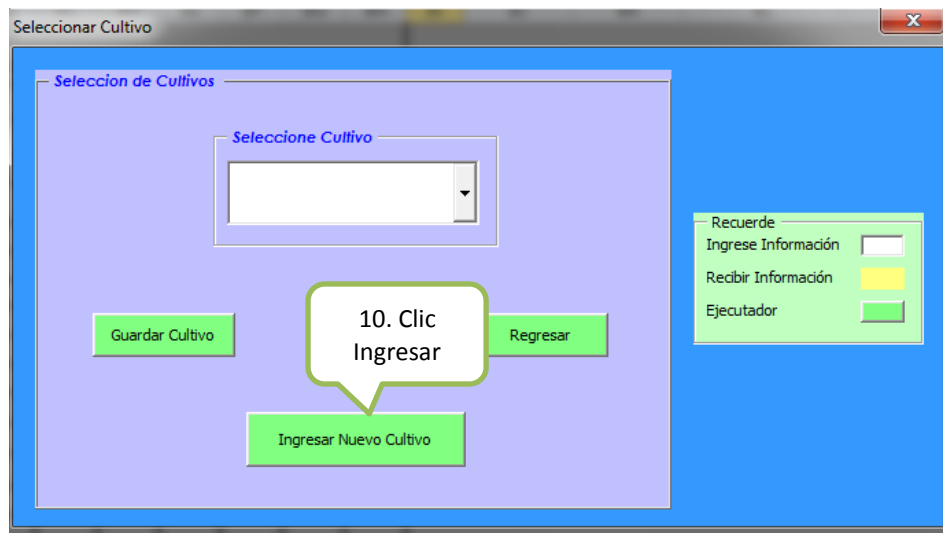 Seleccionar Cultivo
Seleccion de Cultivos
Seleccione Cultivo
Recuerde
Ingrese Información
Recibir Información
Ejecutador
Guardar Cultivo
10. Clic
Ingresar
Regresar
Ingresar Nuevo Cultivo